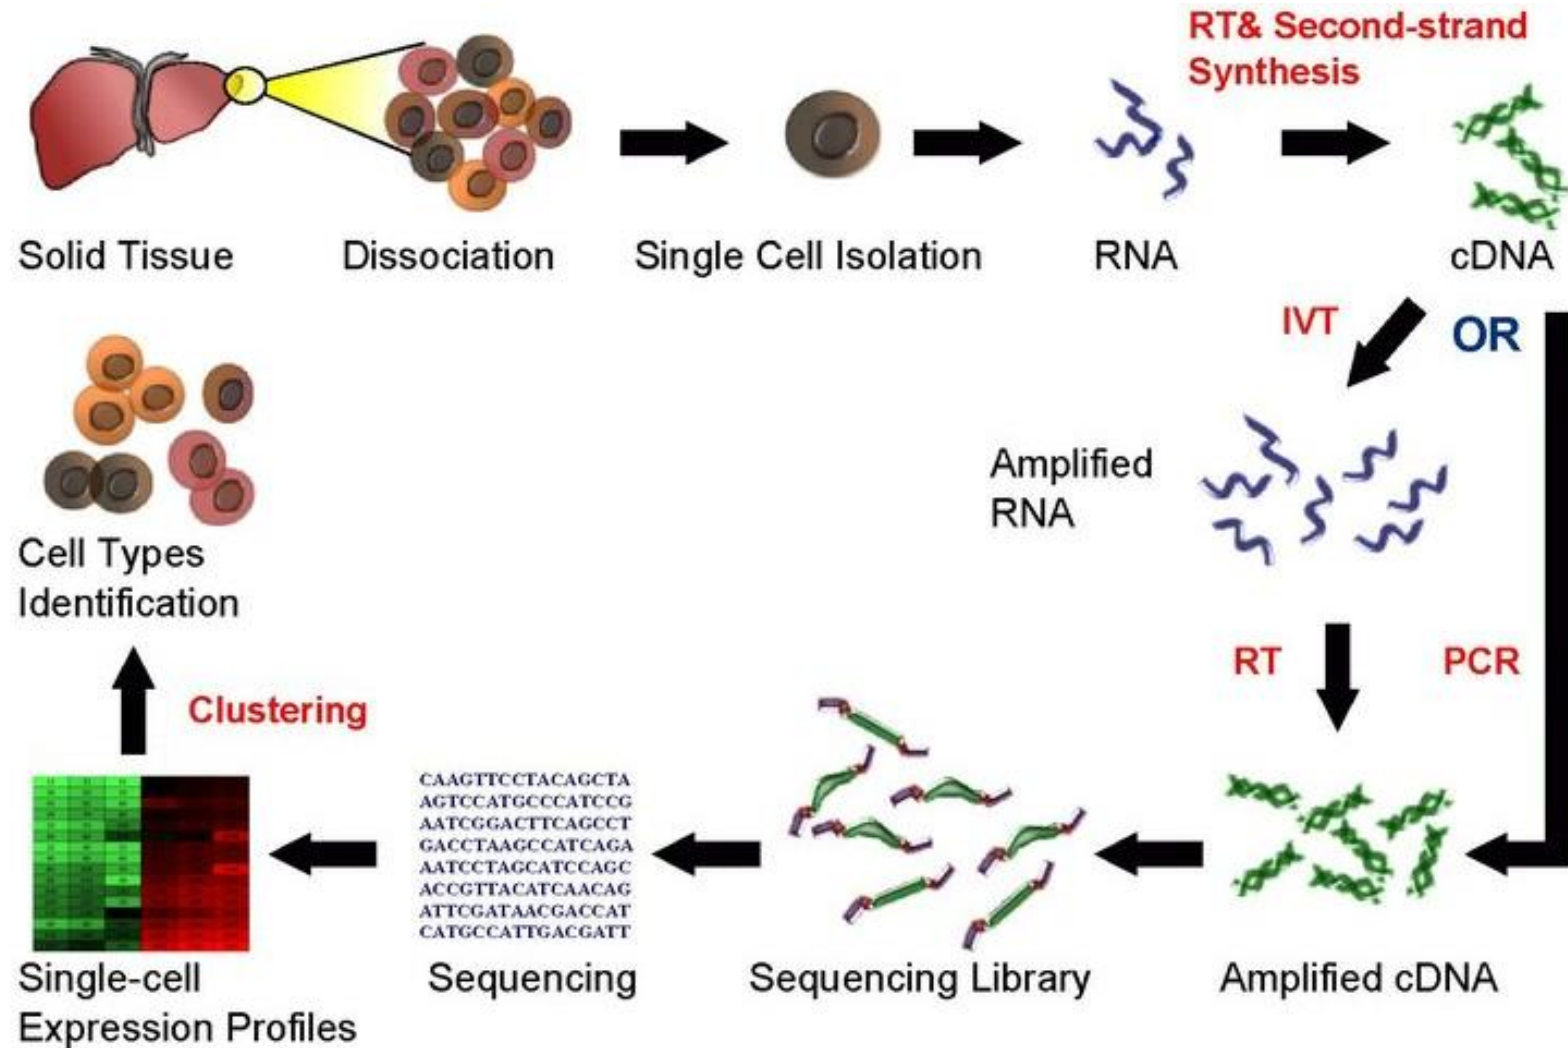 RT& Second-strand
Synthesis
Solid Tissue
Dissociation
Single Cell Isolation
RNA
cDNA
IVT
OR
Amplified
RNA
RT
PCR
Amplified cDNA
Sequencing Library
CAAGTTCCTACAGCTA
AGTCCATGCCCATCCG
AATCGGACTTCAGCCT
GACCTAAGCCATCAGA
AATCCTAGCATCCAGC
ACCGTTACATCAACAG
ATTCGATAACGACCAT
CATGCCATTGACGATT
Sequencing
Single-cell
Expression Profiles
Clustering
Cell Types
Identification